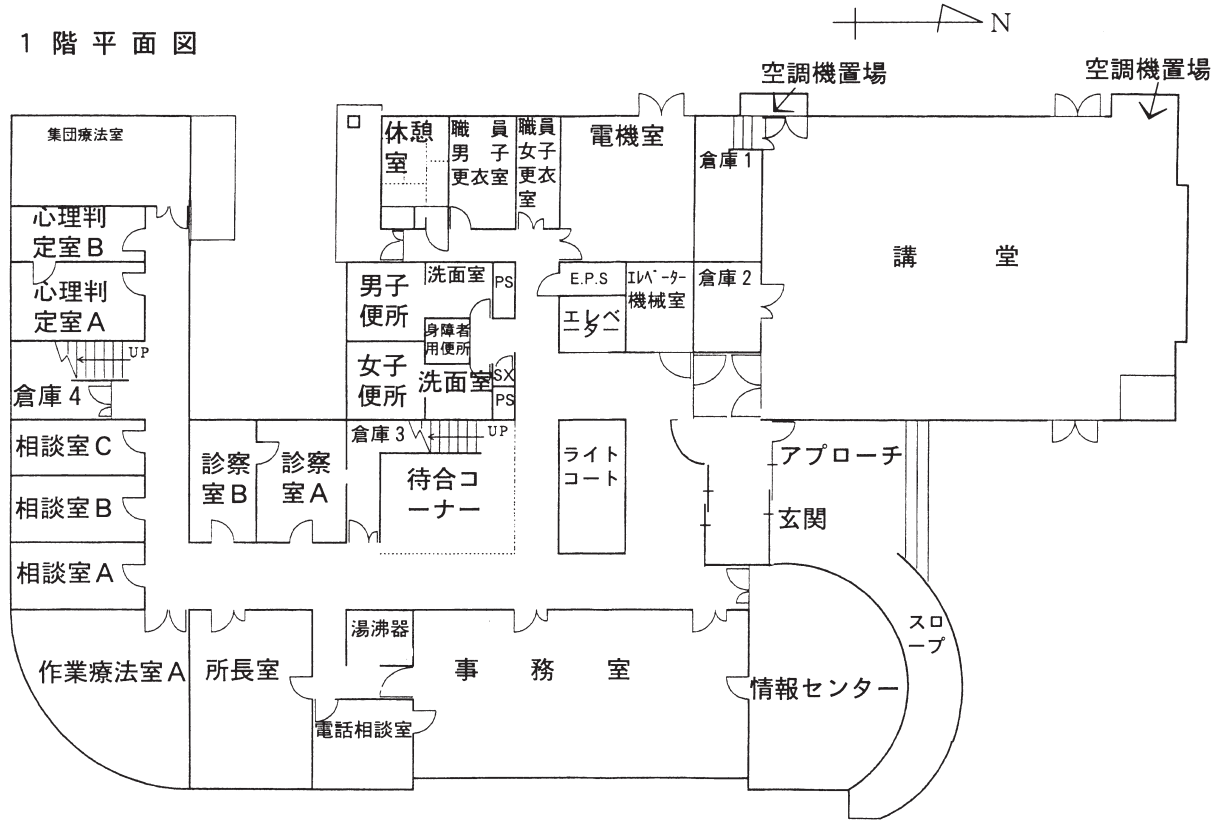 1階平面図
N
空調機置場
空調機置場
集団療法室
休憩
室
職員
男子
更衣室
職員
女子
更衣
室
電機室
倉庫1
講堂
心理判
定室B
心理判
定室A
UP
倉庫4
男子
便所
洗面室
PS
身障者
用便所
女子
便所
洗面室
SX
PS
E.P.S
エレベ
ーター
エレベーター
機械室
倉庫2
相談室C
相談室B
相談室A
診察
室B
診察
室A
倉庫3
UP
待合コ
ーナー
ライト
コート
アプローチ
玄関
スロ
ープ
作業療法室A
所長室
湯沸器
電話相談室
事務室
情報センター